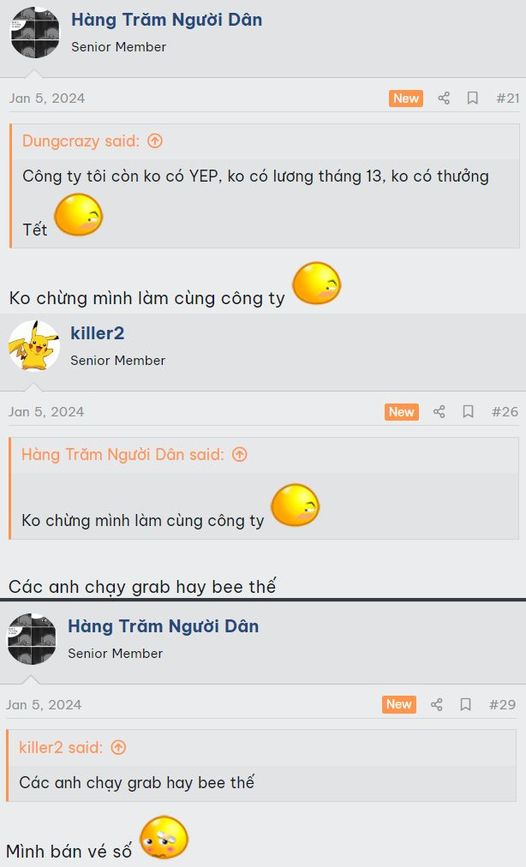 Hàng Trăm Người Dân
Senior Member
Jan 5, 2024 New #21
Dungcrazy said:
Công ty tôi còn ko có YEP, ko có lương tháng 13, ko có thưởng
Tết
Ko chừng mình làm cùng công ty
killer2
Senior Member
Jan 5, 2024 New #26
Hàng Trăm Người Dân said:
Ko chừng mình làm cùng công ty
Các anh chạy grab hay bee thế
Hàng Trăm Người Dân
Senior Member
Jan 5, 2024 New #29
killer2 said:
Các anh chạy grab hay bee thế
Mình bán vé số